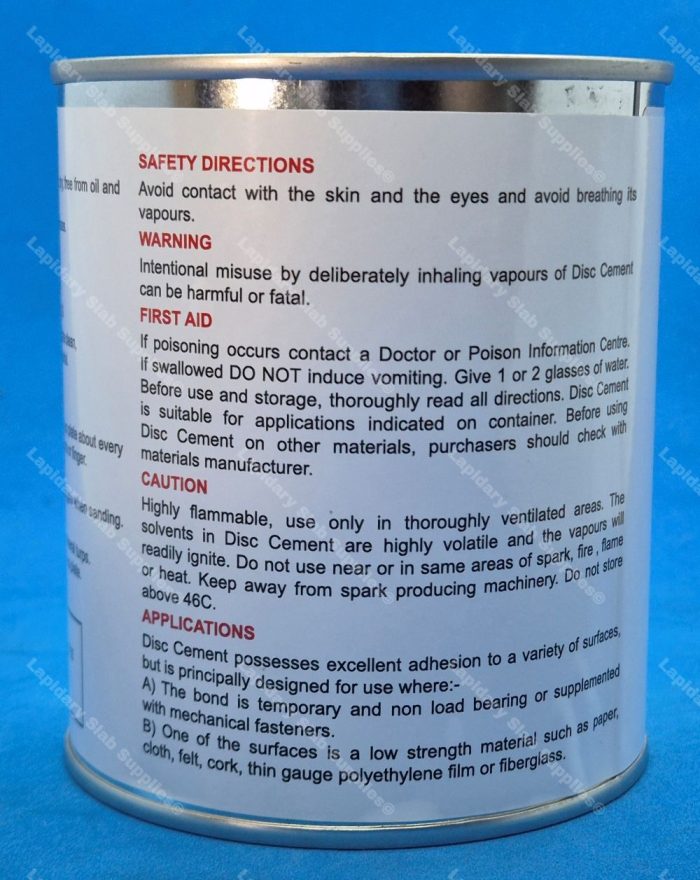 SAFETY DIRECTIONS
Avoid contact with the skin and the eyes and avoid breathing its
vapours.
WARNING
Intentional misuse by deliberately inhaling vapours of Disc Cement
can be harmful or fatal.
FIRST AID
If poisoning occurs contact a Doctor or Poison Information Centre.
If swallowed DO NOT induce vomiting. Give 1 or 2 glasses of water.
Before use and storage, thoroughly read all directions. Disc Cement
is suitable for applications indicated on container. Before using
Disc Cement on other materials, purchasers should check with
materials manufacturer.
CAUTION
Highly flammable, use only in thoroughly ventilated areas. The
solvents in Disc Cement are highly volatile and the vapours will
readily ignite. Do not use near or in same areas of spark, fire , flame
or heat. Keep away from spark producing machinery. Do not store
above 46C.
APPLICATIONS
Disc Cement possesses excellent adhesion to a variety of surfaces,
but is principally designed for use where:-
A) The bond is temporary and non load bearing or supplemented
with mechanical fasteners.
B) One of the surfaces is a low strength material such as paper,
cloth, felt, cork, thin gauge polyethylene film or fiberglass.
free from oil and
about every
finger.
when sanding.
Lapidary Slab Supplies®